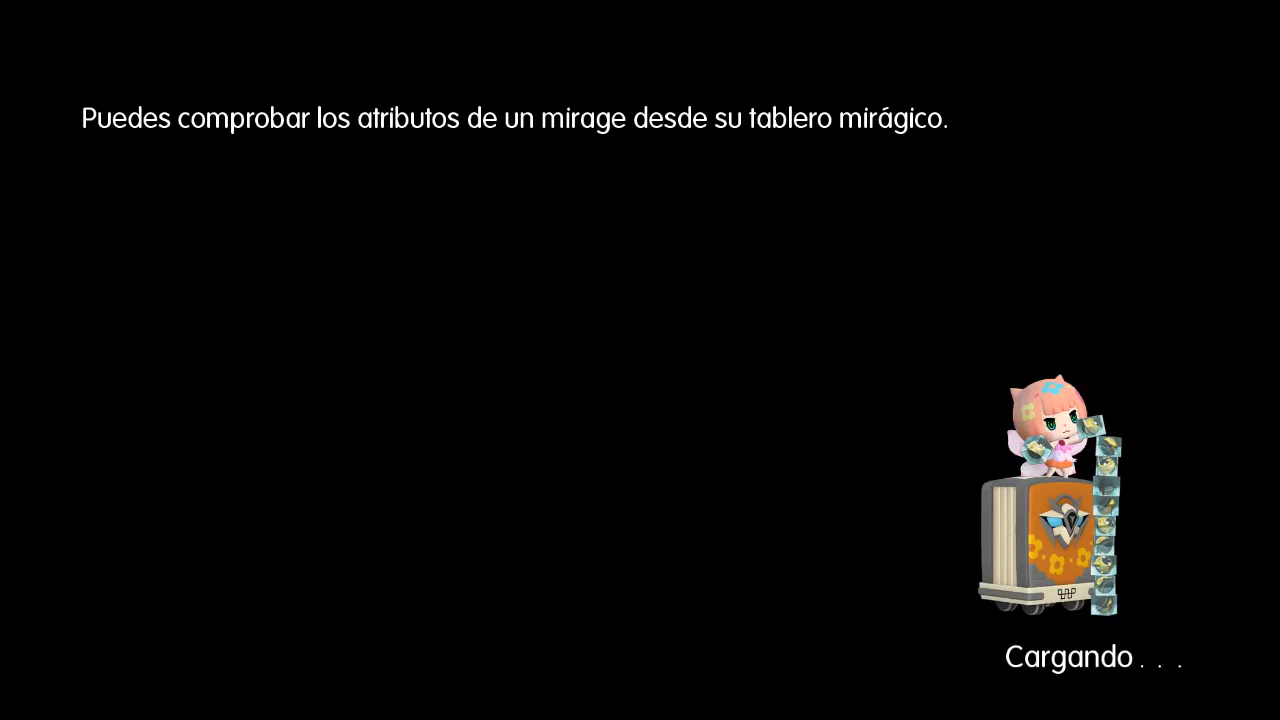 Puedes comprobar los atributos de un mirage desde su tablero mirágico.
Cargando . . .